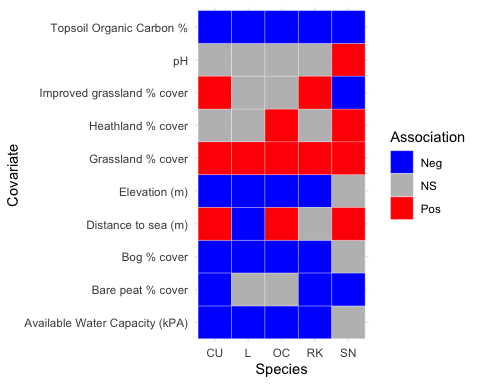 Topsoil Organic Carbon %
pH
Improved grassland % cover
Heathland % cover
Grassland % cover
Elevation (m)
Distance to sea (m)
Bog % cover
Bare peat % cover
Available Water Capacity (kPA)
Covariate
CU L OC RK SN
Species
Association
Neg
NS
Pos